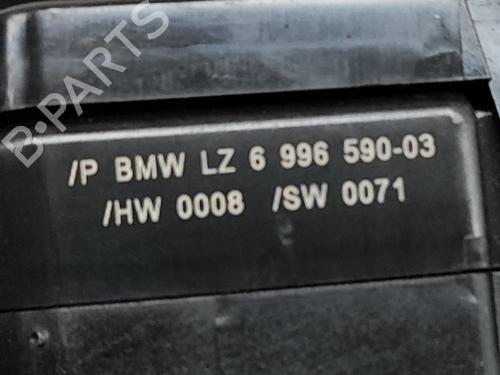 B-PARTS
/P BMW LZ 6 996 590-03
/HW 0008 /SW 0071